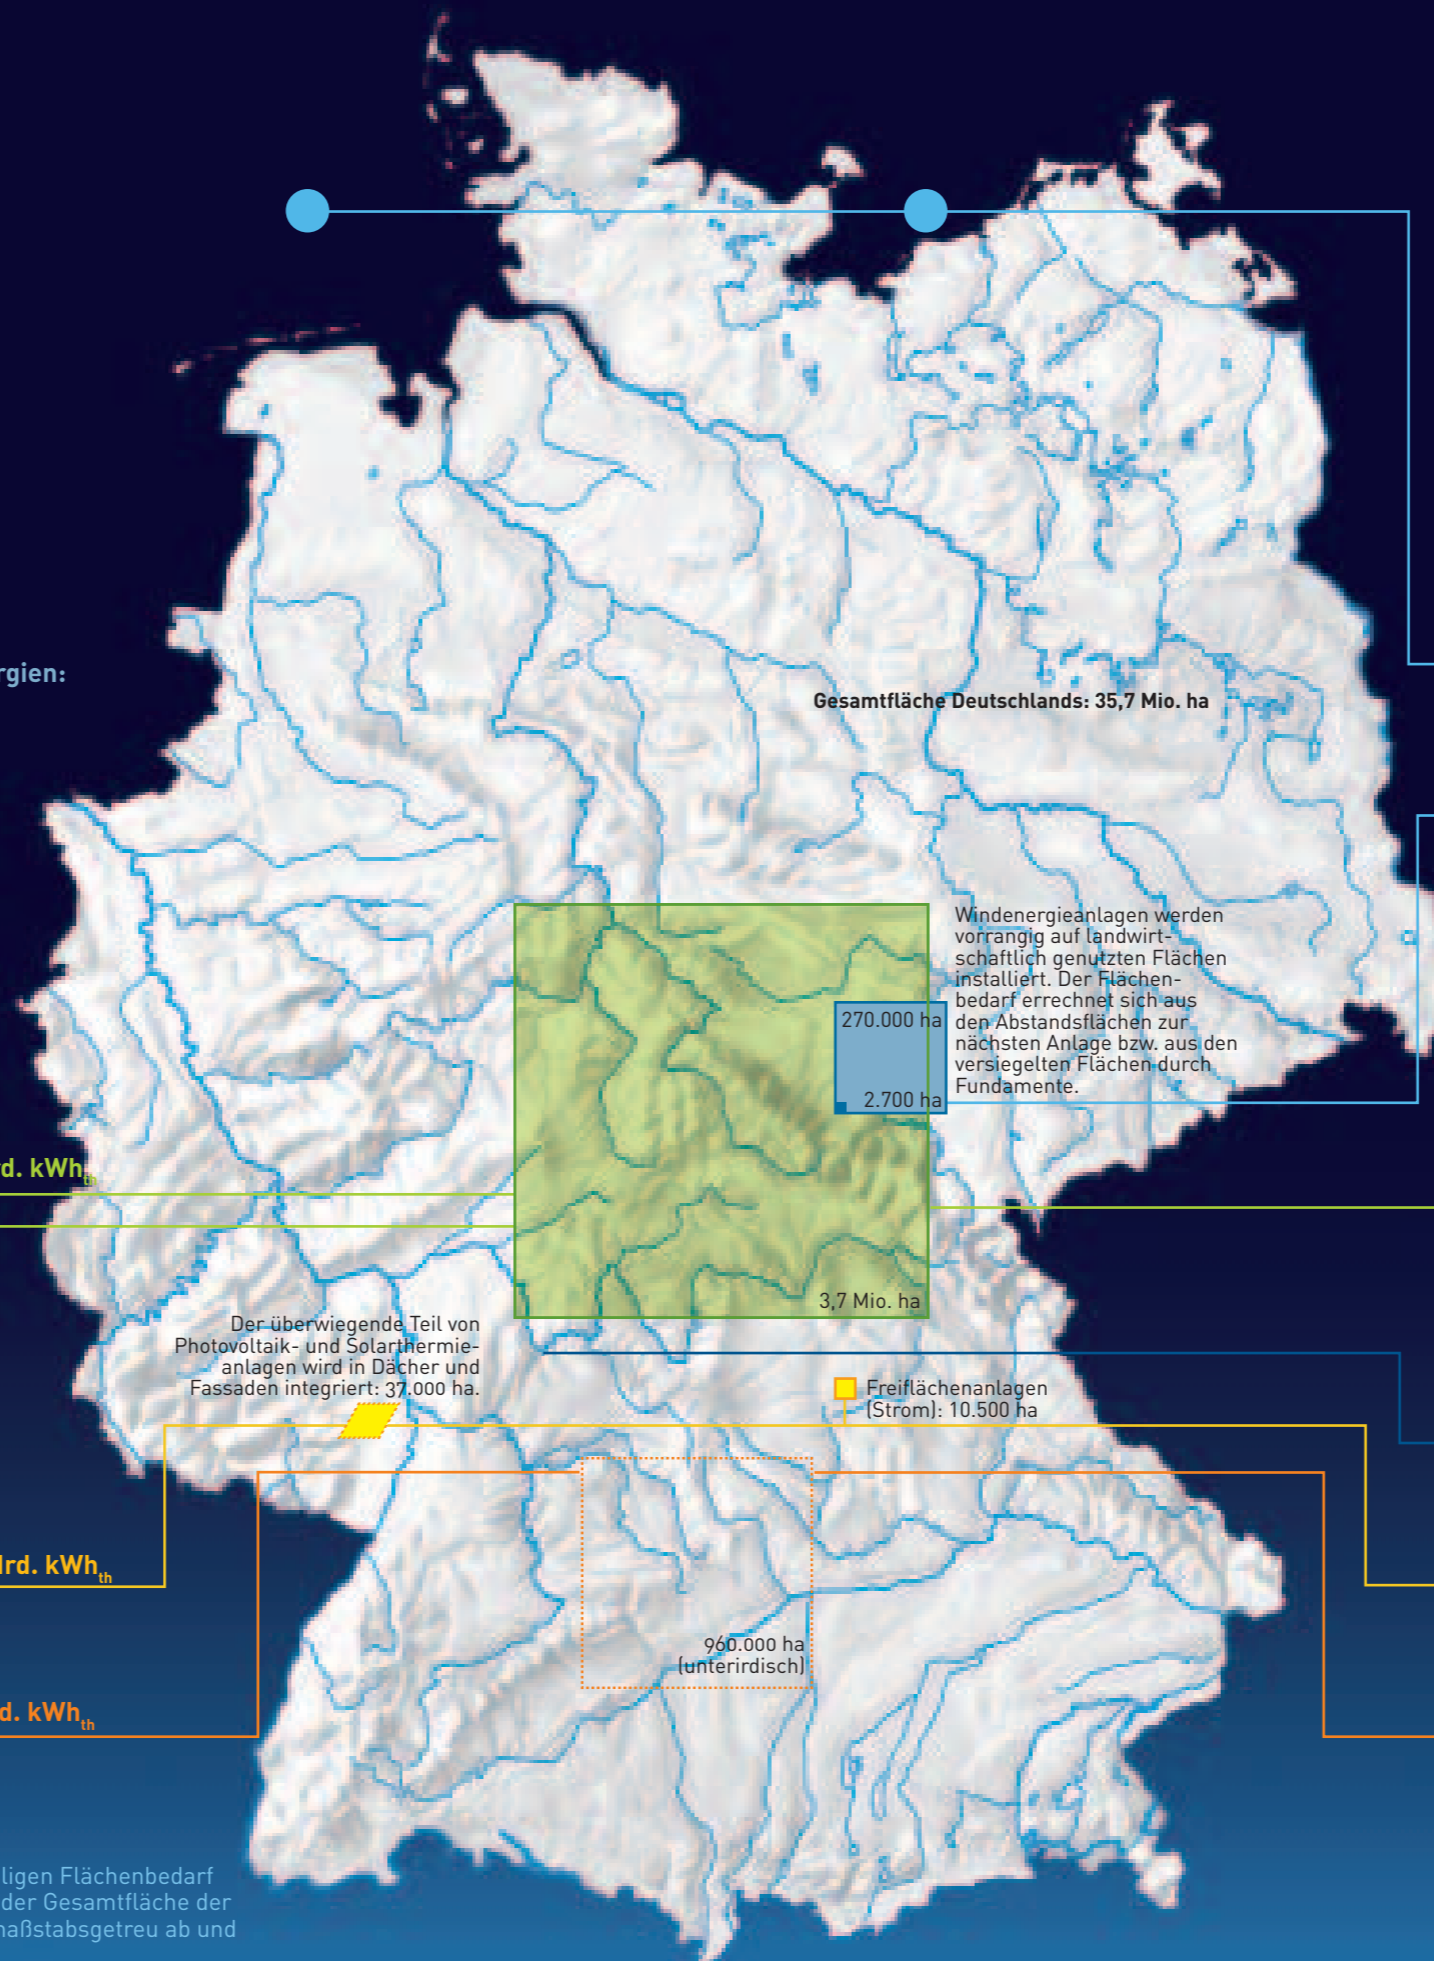 rgien:
Gesamtfläche Deutschlands: 35,7 Mio. ha
Windenergieanlagen werden
vorrangig auf landwirt-
schaftlich genutzten Flächen
installiert. Der Flächen-
bedarf errechnet sich aus
den Abstandsflächen zur
nächsten Anlage bzw. aus den
versiegelten Flächen durch
Fundamente.
270.000 ha
2.700 ha
rd. kWhth
3,7 Mio. ha
Der überwiegende Teil von
Photovoltaik- und Solarthermie-
anlagen wird in Dächer und
Fassaden integriert: 37.000 ha.
Freiflächenanlagen
(Strom): 10.500 ha
rd. kWhth
960.000 ha
(unterirdisch)
d. kWhth
ligen Flächenbedarf
der Gesamtfläche der
maßstabsgetreu ab und